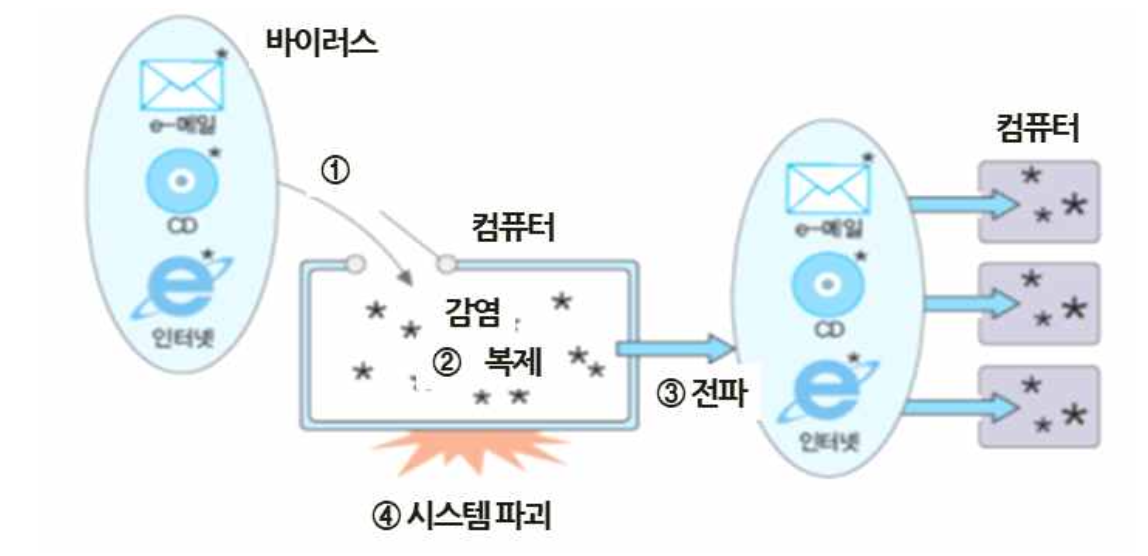 바이러스
e-메일
CD
인터넷
①
컴퓨터
감염
② 복제
③ 전파
④ 시스템 파괴
e-메일
CD
인터넷
컴퓨터